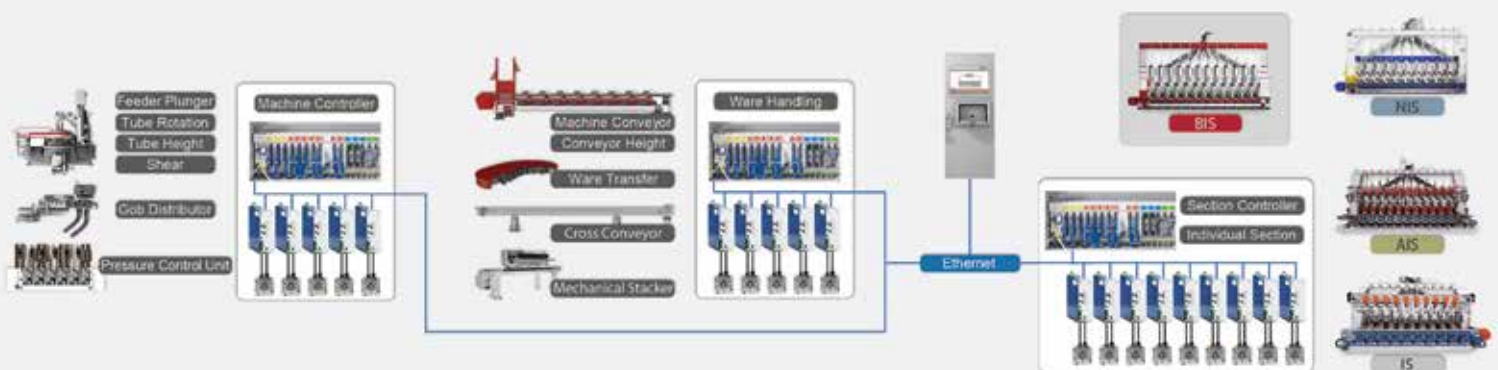 Feeder Plunger
Tube Rotation
Tube Height
Shear
Gob Distributor
Pressure Control Unit
Machine Controller
Machine Conveyor
Conveyor Height
Ware Transfer
Cross Conveyor
Mechanical Stacker
Ware Handling
Ethernet
Section Controller
Individual Section
BIS
NIS
AIS
IS